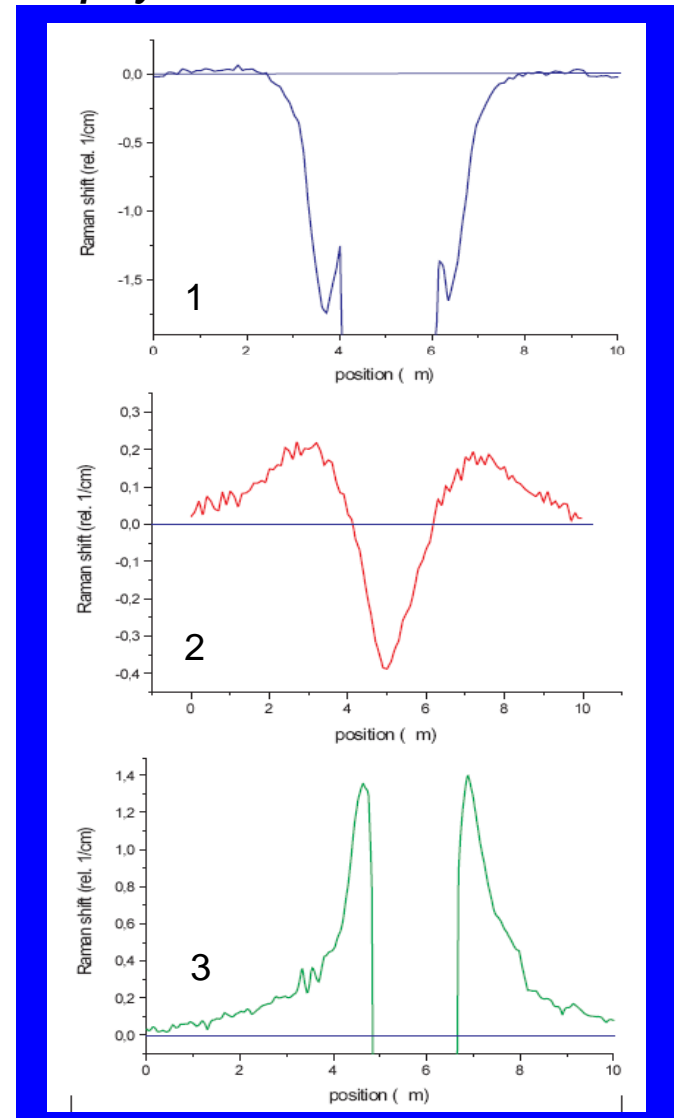 0,0
-0,5
-1,0
-1,5
Raman shift (rel. 1/cm)
1
0 2 4 6 8 10
position ( m)
0,3
0,2
0,1
0,0
-0,1
-0,2
-0,3
-0,4
Raman shift (rel. 1/cm)
2
0 2 4 6 8 10
position ( m)
1,4
1,2
1,0
0,8
0,6
0,4
0,2
0,0
Raman shift (rel. 1/cm)
3
0 2 4 6 8 10
position ( m)